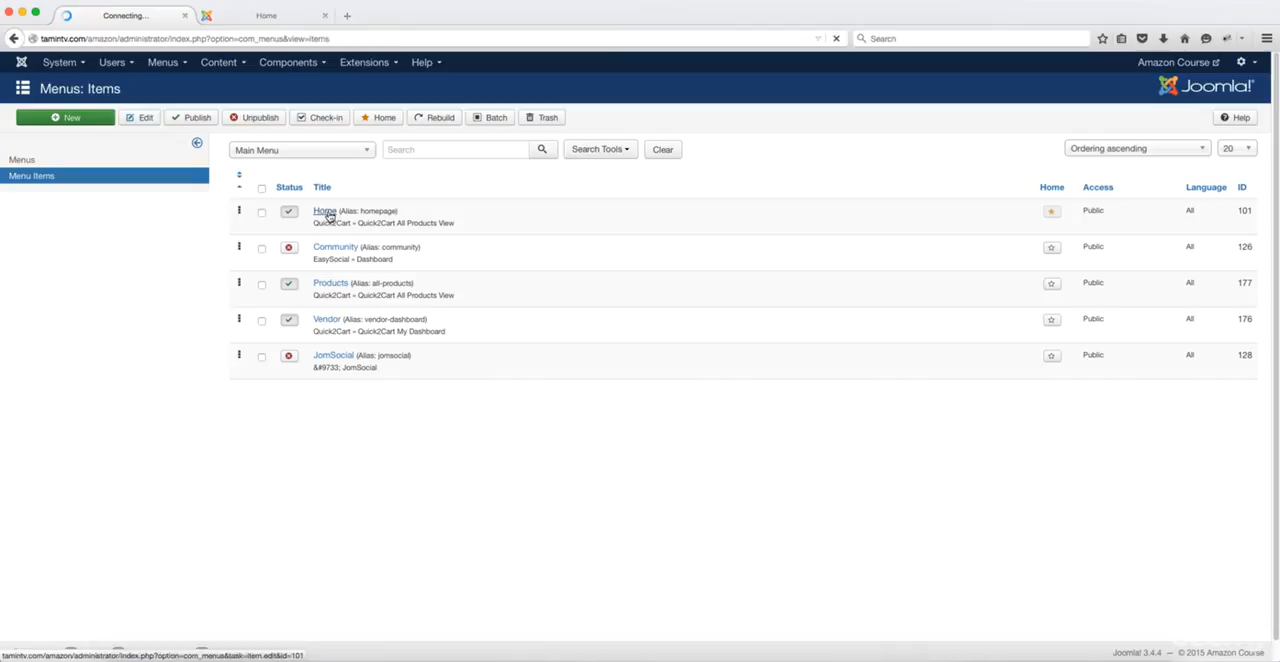 Connecting...
Home
tamintv.com/amazon/administrator/index.php?option=com_menus&view=items
Search
System Users Menus Content Components Extensions Help
Amazon Course
Menus: Items
Joomla!
New Edit Publish Unpublish Check-in Home Rebuild Batch Trash
Help
Menus
Menu Items
Main Menu Search Search Tools Clear Ordering ascending 20
Status Title Home Access Language ID
Home (Alias: homepage) Public All 101
Quick2Cart » Quick2Cart All Products View
Community (Alias: community) Public All 126
EasySocial » Dashboard
Products (Alias: all-products) Public All 177
Quick2Cart » Quick2Cart All Products View
Vendor (Alias: vendor-dashboard) Public All 176
Quick2Cart » Quick2Cart My Dashboard
JomSocial (Alias: jomsocial) Public All 128
&#9733; JomSocial
tamintv.com/amazon/administrator/index.php?option=com_menus&task=item.edit&id=101
Joomla! 3.4.4 — © 2015 Amazon Course